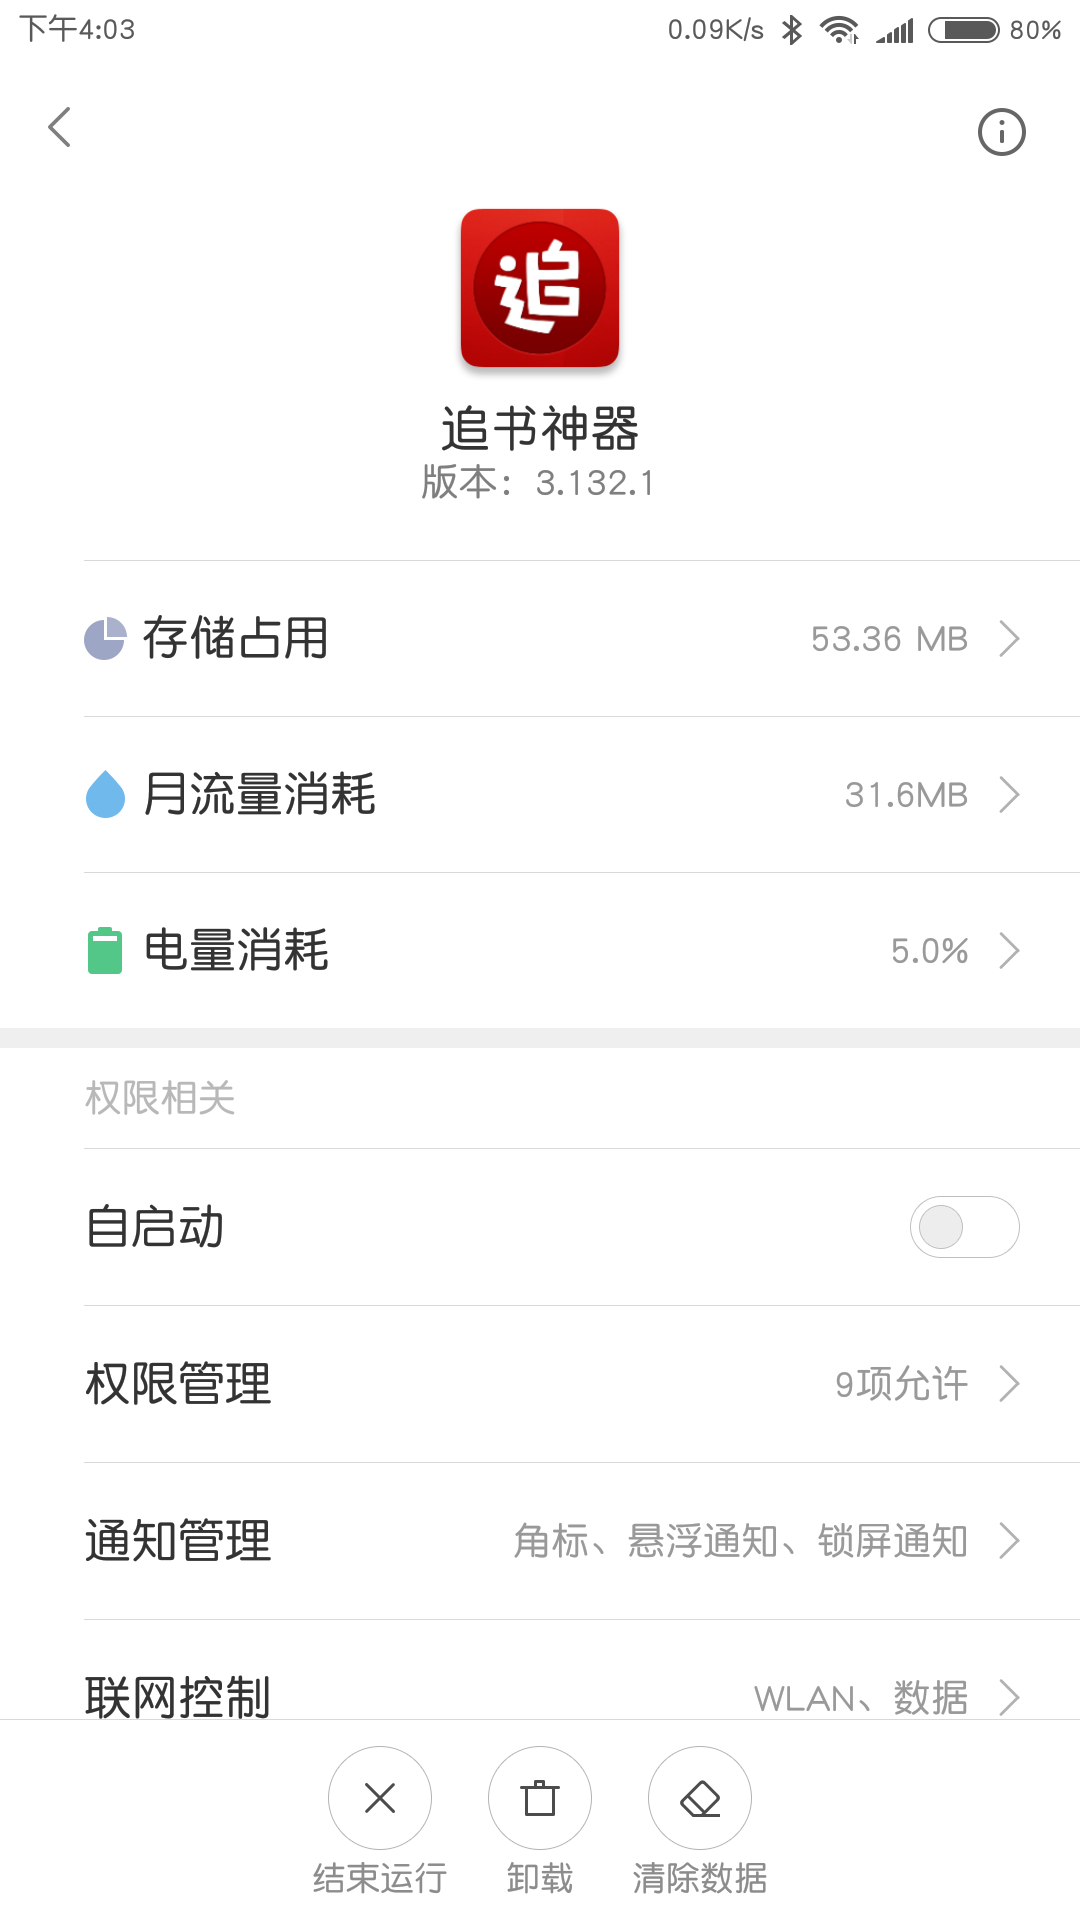 下午4:03 0.09K/s 80%
追
追书神器
版本：3.132.1
存储占用 53.36 MB
月流量消耗 31.6MB
电量消耗 5.0%
权限相关
自启动
权限管理 9项允许
通知管理 角标、悬浮通知、锁屏通知
联网控制 WLAN、数据
结束运行 卸载 清除数据